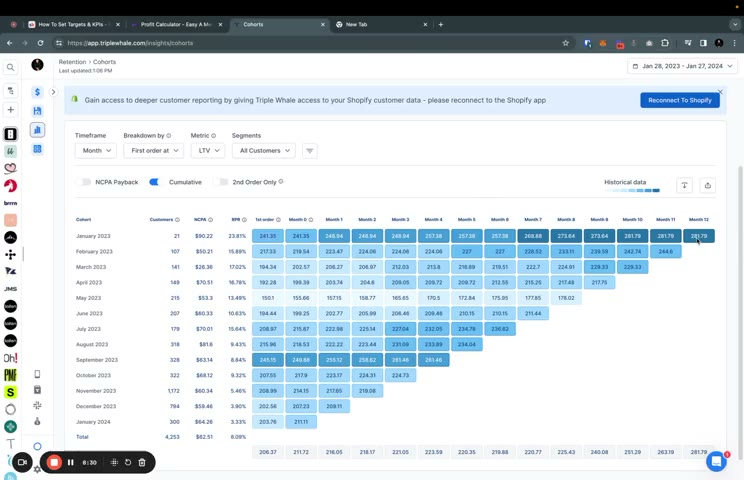 How To Set Targets & KPIs -
Profit Calculator - Easy A Me
Cohorts
New Tab
https://app.triplewhale.com/insights/cohorts
Retention > Cohorts
Last updated 1:08 PM
Jan 28, 2023 - Jan 27, 2024
Gain access to deeper customer reporting by giving Triple Whale access to your Shopify customer data - please reconnect to the Shopify app
Reconnect To Shopify
Timeframe Breakdown by Metric Segments
Month First order at LTV All Customers
NCPA Payback Cumulative 2nd Order Only Historical data
Cohort Customers NCPA RPR 1st order Month 0 Month 1 Month 2 Month 3 Month 4 Month 5 Month 6 Month 7 Month 8 Month 9 Month 10 Month 11 Month 12
January 2023 21 $90.22 23.81% 241.35 241.35 248.94 248.94 248.94 257.38 257.38 257.38 268.88 273.64 273.64 281.79 281.79 281.79
February 2023 107 $50.21 15.89% 217.33 218.54 223.47 224.06 224.06 224.06 227 227 228.52 233.11 239.59 242.74 244.6
March 2023 141 $26.36 17.02% 194.34 202.57 206.27 206.97 212.03 213.8 218.89 219.51 222.7 224.91 228.33 229.53
April 2023 149 $70.51 16.78% 192.28 199.39 203.74 204.6 209.05 209.72 209.72 212.55 215.25 217.48 217.75
May 2023 215 $53.3 13.49% 150.1 155.66 157.15 158.77 165.65 170.5 172.84 175.95 177.85 178.02
June 2023 207 $60.33 10.63% 194.44 199.25 202.77 205.99 206.46 209.46 210.15 210.15 211.44
July 2023 179 $70.01 15.64% 208.97 215.87 222.98 225.14 227.04 232.05 234.78 236.62
August 2023 318 $81.8 9.43% 215.96 218.53 222.22 223.44 231.09 233.89 234.04
September 2023 328 $63.14 8.84% 245.15 249.88 255.12 258.62 261.46 261.46
October 2023 322 $68.12 9.32% 207.55 217.9 223.17 224.31 224.73
November 2023 1,172 $60.34 5.46% 208.99 214.15 217.65 219.08
December 2023 794 $59.46 3.90% 202.58 207.23 209.11
January 2024 300 $64.26 3.33% 203.76 211.11
Total 4,253 $62.51 8.09%
206.37 211.72 216.05 218.17 221.05 223.59 220.35 219.88 220.77 225.43 240.08 251.29 263.19 281.79
8:30